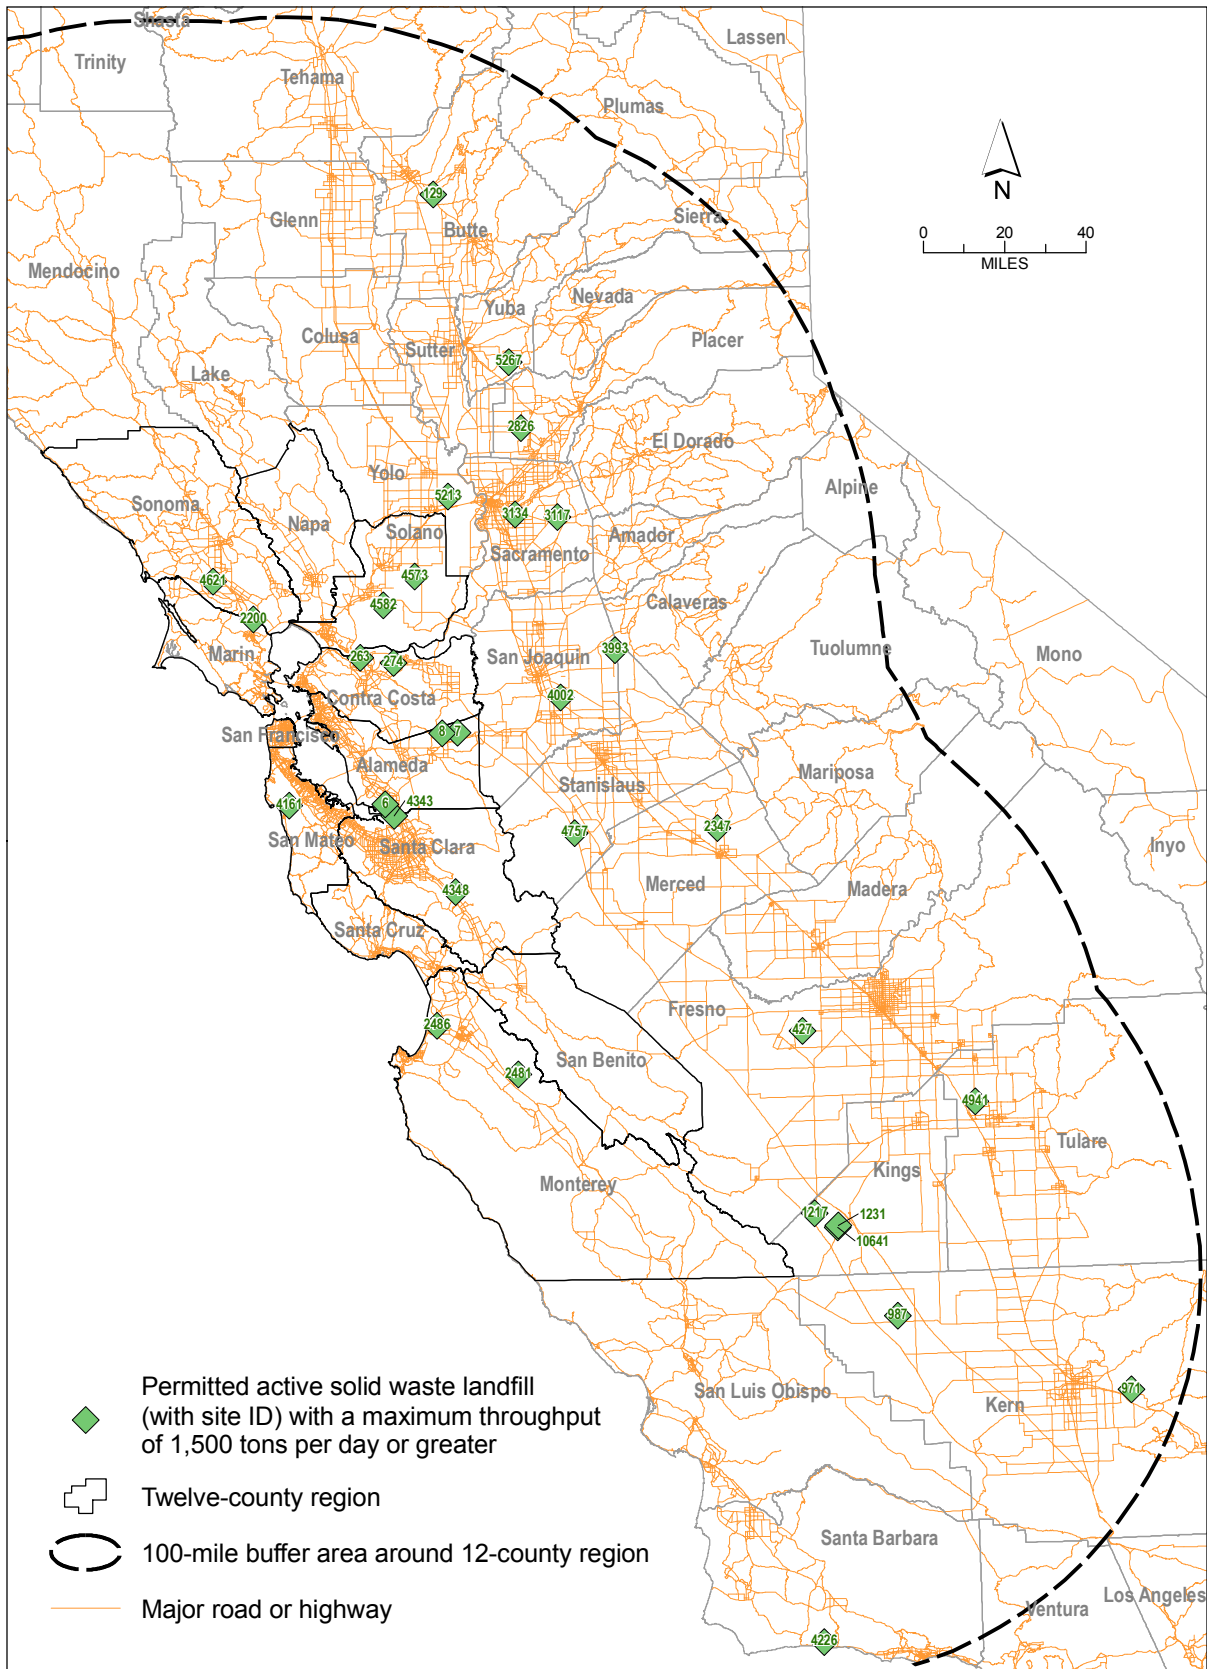 Shasta
Lassen
Trinity
Tehama
Plumas
N
129
Glenn
Butte
Sierra
0 20 40
MILES
Mendocino
Nevada
Yuba
Colusa
Sutter
Placer
5267
Lake
2826
El Dorado
Yolo
Alpine
5213
Sonoma
Napa
3134
3117
Solano
Amador
Sacramento
4621
4573
4582
Calaveras
2200
Tuolumne
Marin
263
274
San Joaquin
3993
Mono
Contra Costa
4002
San Francisco
8
7
Alameda
Mariposa
Stanislaus
4161
6
4343
San Mateo
Santa Clara
4757
2347
Inyo
Merced
Madera
4348
Santa Cruz
Fresno
2486
427
San Benito
2481
4941
Tulare
Monterey
Kings
1217
1231
10641
987
San Luis Obispo
971
Kern
Permitted active solid waste landfill
(with site ID) with a maximum throughput
of 1,500 tons per day or greater
Twelve-county region
100-mile buffer area around 12-county region
Major road or highway
Santa Barbara
Los Angeles
Ventura
4226